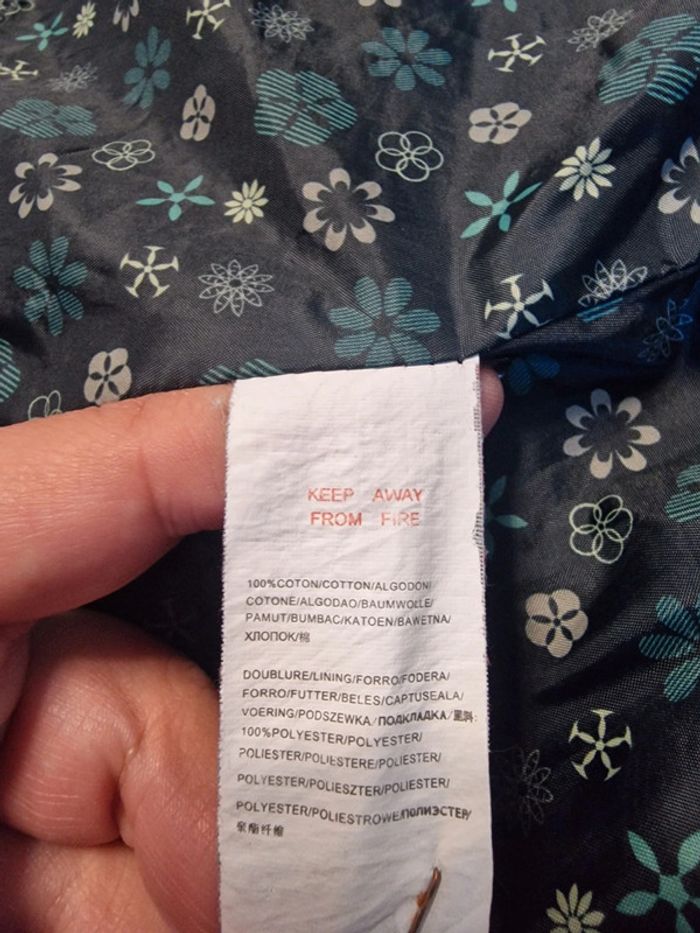 KEEP AWAY
FROM FIRE
100%COTON/COTTON/ALGODON/
COTONE/ALGODAO/BAUMWOLLE/
PAMUT/BUMBAC/KATOEN/BAWETNA/
ХЛОПОК/棉
DOUBLURE/LINING/FORRO/FODERA/
FORRO/FUTTER/BELES/CAPTUSEALA/
VOERING/PODSZEWKA/ПОДКЛАДКА/里料:
100%POLYESTER/POLYESTER/
POLIESTER/POLIESTERE/POLIESTER/
POLYESTER/POLIESZTER/POLIESTER/
POLYESTER/POLIESTROWE/ПОЛИЭСТЕР/
聚酯纤维